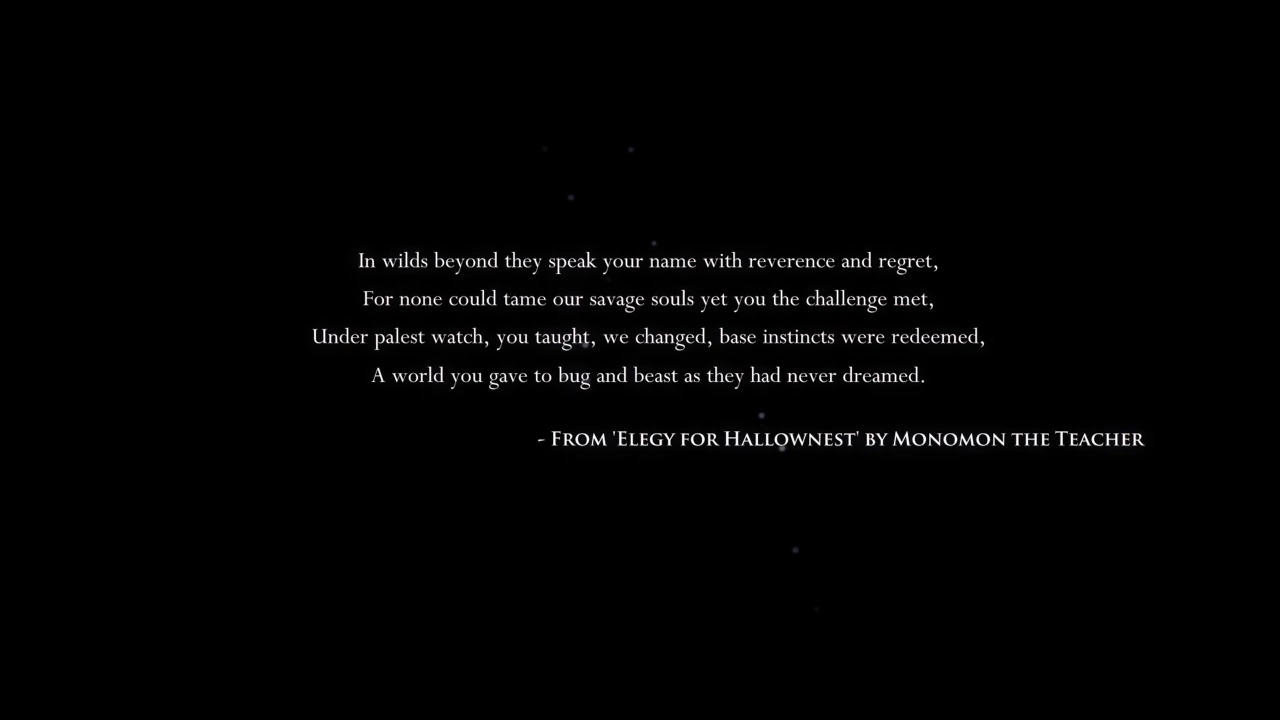 In wilds beyond they speak your name with reverence and regret,
For none could tame our savage souls yet you the challenge met,
Under palest watch, you taught, we changed, base instincts were redeemed,
A world you gave to bug and beast as they had never dreamed.
- From 'Elegy for Hallownest' by Monomon the Teacher